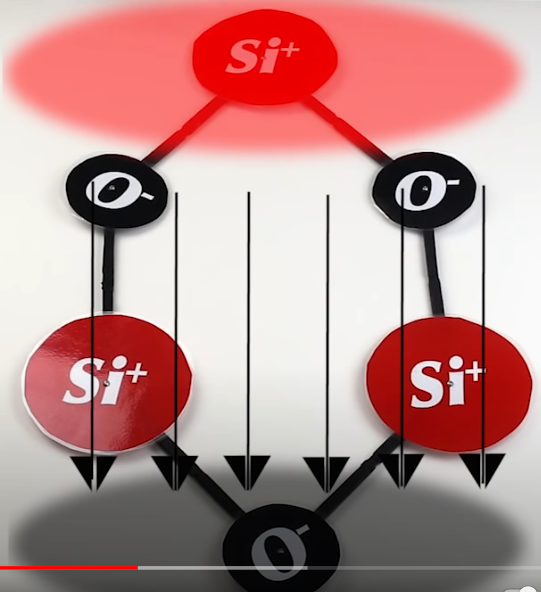 Si+
O- O-
Si+ Si+
O-